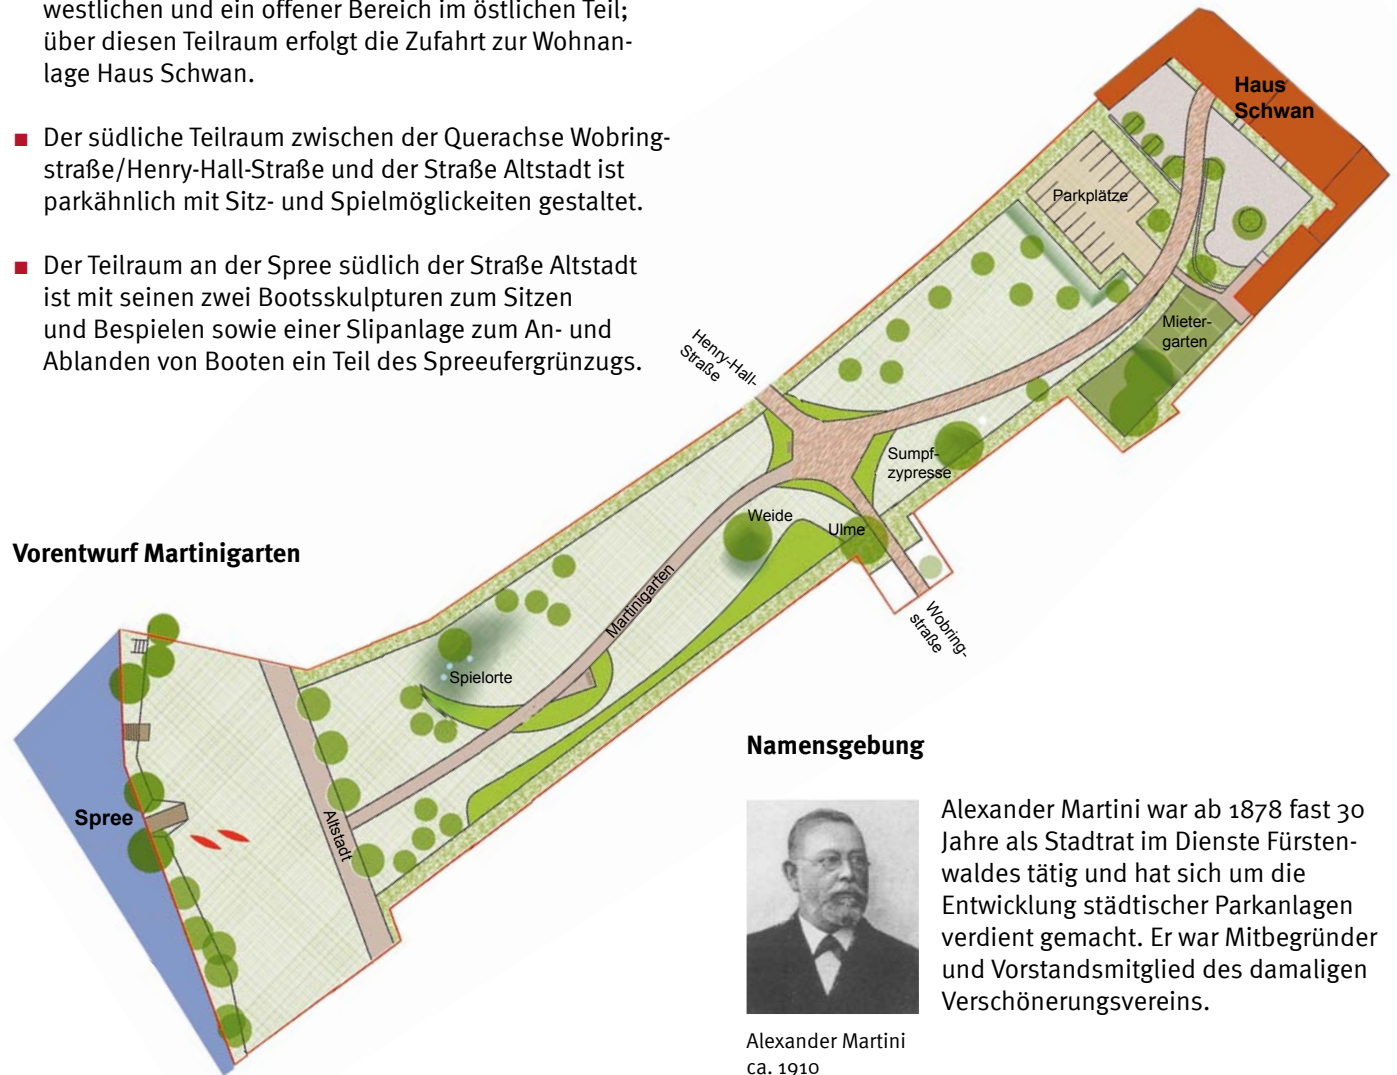 westlichen und ein offener Bereich im östlichen Teil;
über diesen Teilraum erfolgt die Zufahrt zur Wohnan-
lage Haus Schwan.
■ Der südliche Teilraum zwischen der Querachse Wobring-
straße/Henry-Hall-Straße und der Straße Altstadt ist
parkähnlich mit Sitz- und Spielmöglickeiten gestaltet.
■ Der Teilraum an der Spree südlich der Straße Altstadt
ist mit seinen zwei Bootsskulpturen zum Sitzen
und Bespielen sowie einer Slipanlage zum An- und
Ablanden von Booten ein Teil des Spreeufergrünzugs.
Haus
Schwan
Parkplätze
Mieter-
garten
Henry-Hall-
Straße
Sumpf-
zypresse
Weide
Ulme
Wobring-
straße
Martinigarten
Spielorte
Altstadt
Spree
Vorentwurf Martinigarten
Namensgebung
Alexander Martini war ab 1878 fast 30
Jahre als Stadtrat im Dienste Fürsten-
waldes tätig und hat sich um die
Entwicklung städtischer Parkanlagen
verdient gemacht. Er war Mitbegründer
und Vorstandsmitglied des damaligen
Verschönerungsvereins.
Alexander Martini
ca. 1910